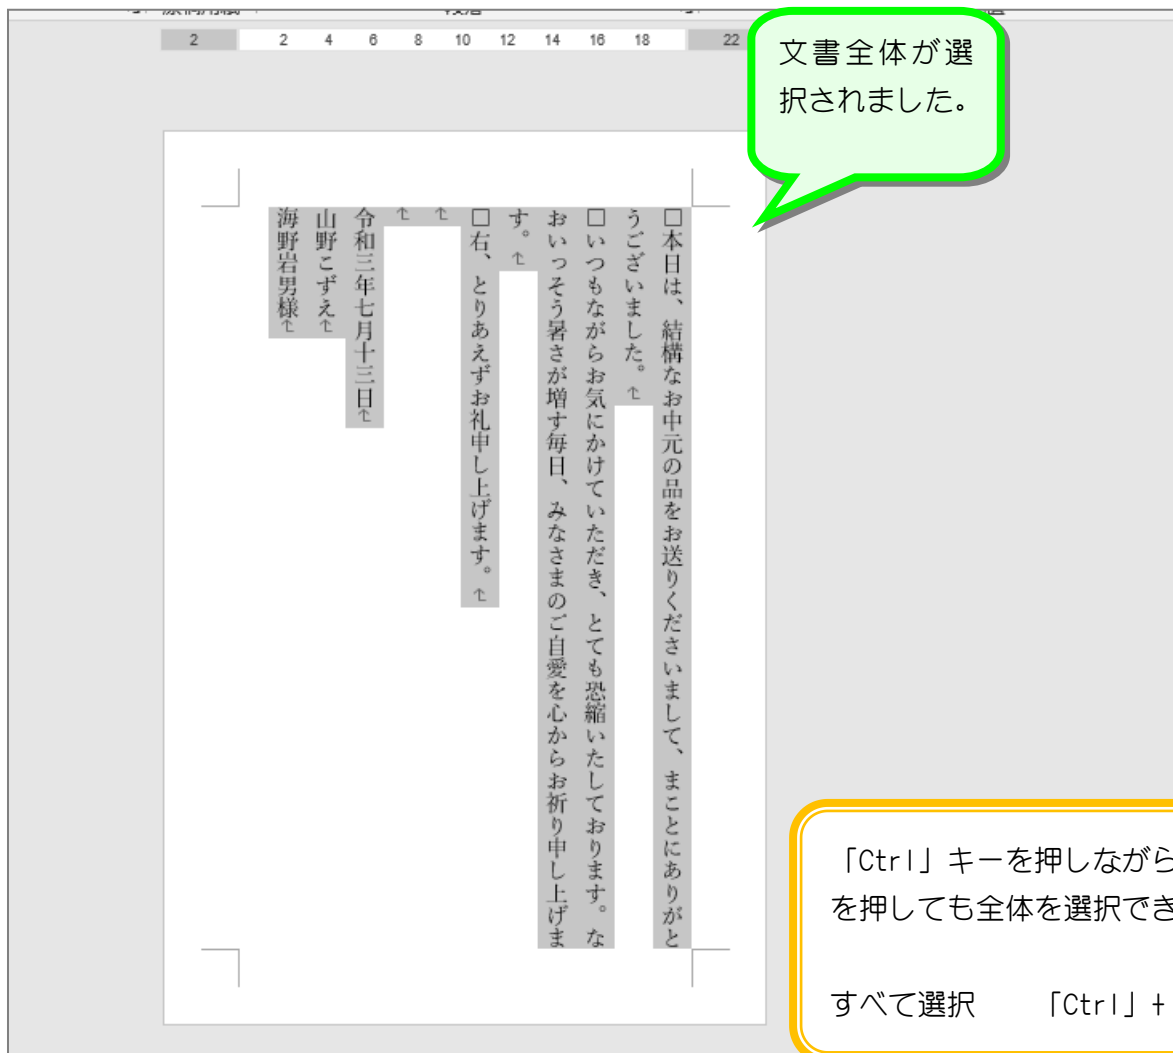 2 2 4 6 8 10 12 14 16 18 22
文書全体が選
択されました。
□本日は、結構なお中元の品をお送りくださいまして、まことにありがと
うございました。↑
□いつもながらお気にかけていただき、とても恐縮いたしております。な
おいっそう暑さが増す毎日、みなさまのご自愛を心からお祈り申し上げま
す。↑
□右、とりあえずお礼申し上げます。↑
↑
↑
令和三年七月十三日↑
山野こずえ↑
海野岩男様↑
「Ctrl」キーを押しながら
を押しても全体を選択でき
すべて選択 「Ctrl」+